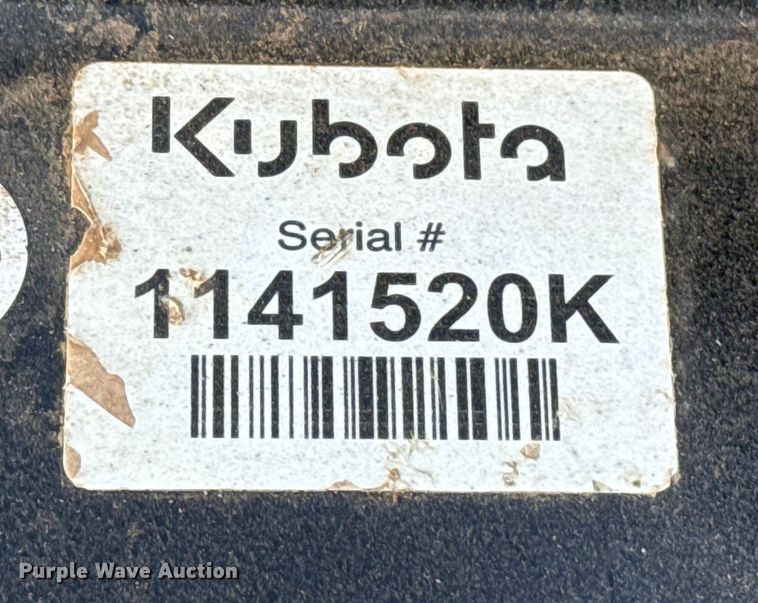 Kubota
Serial #
1141520K
Purple Wave Auction